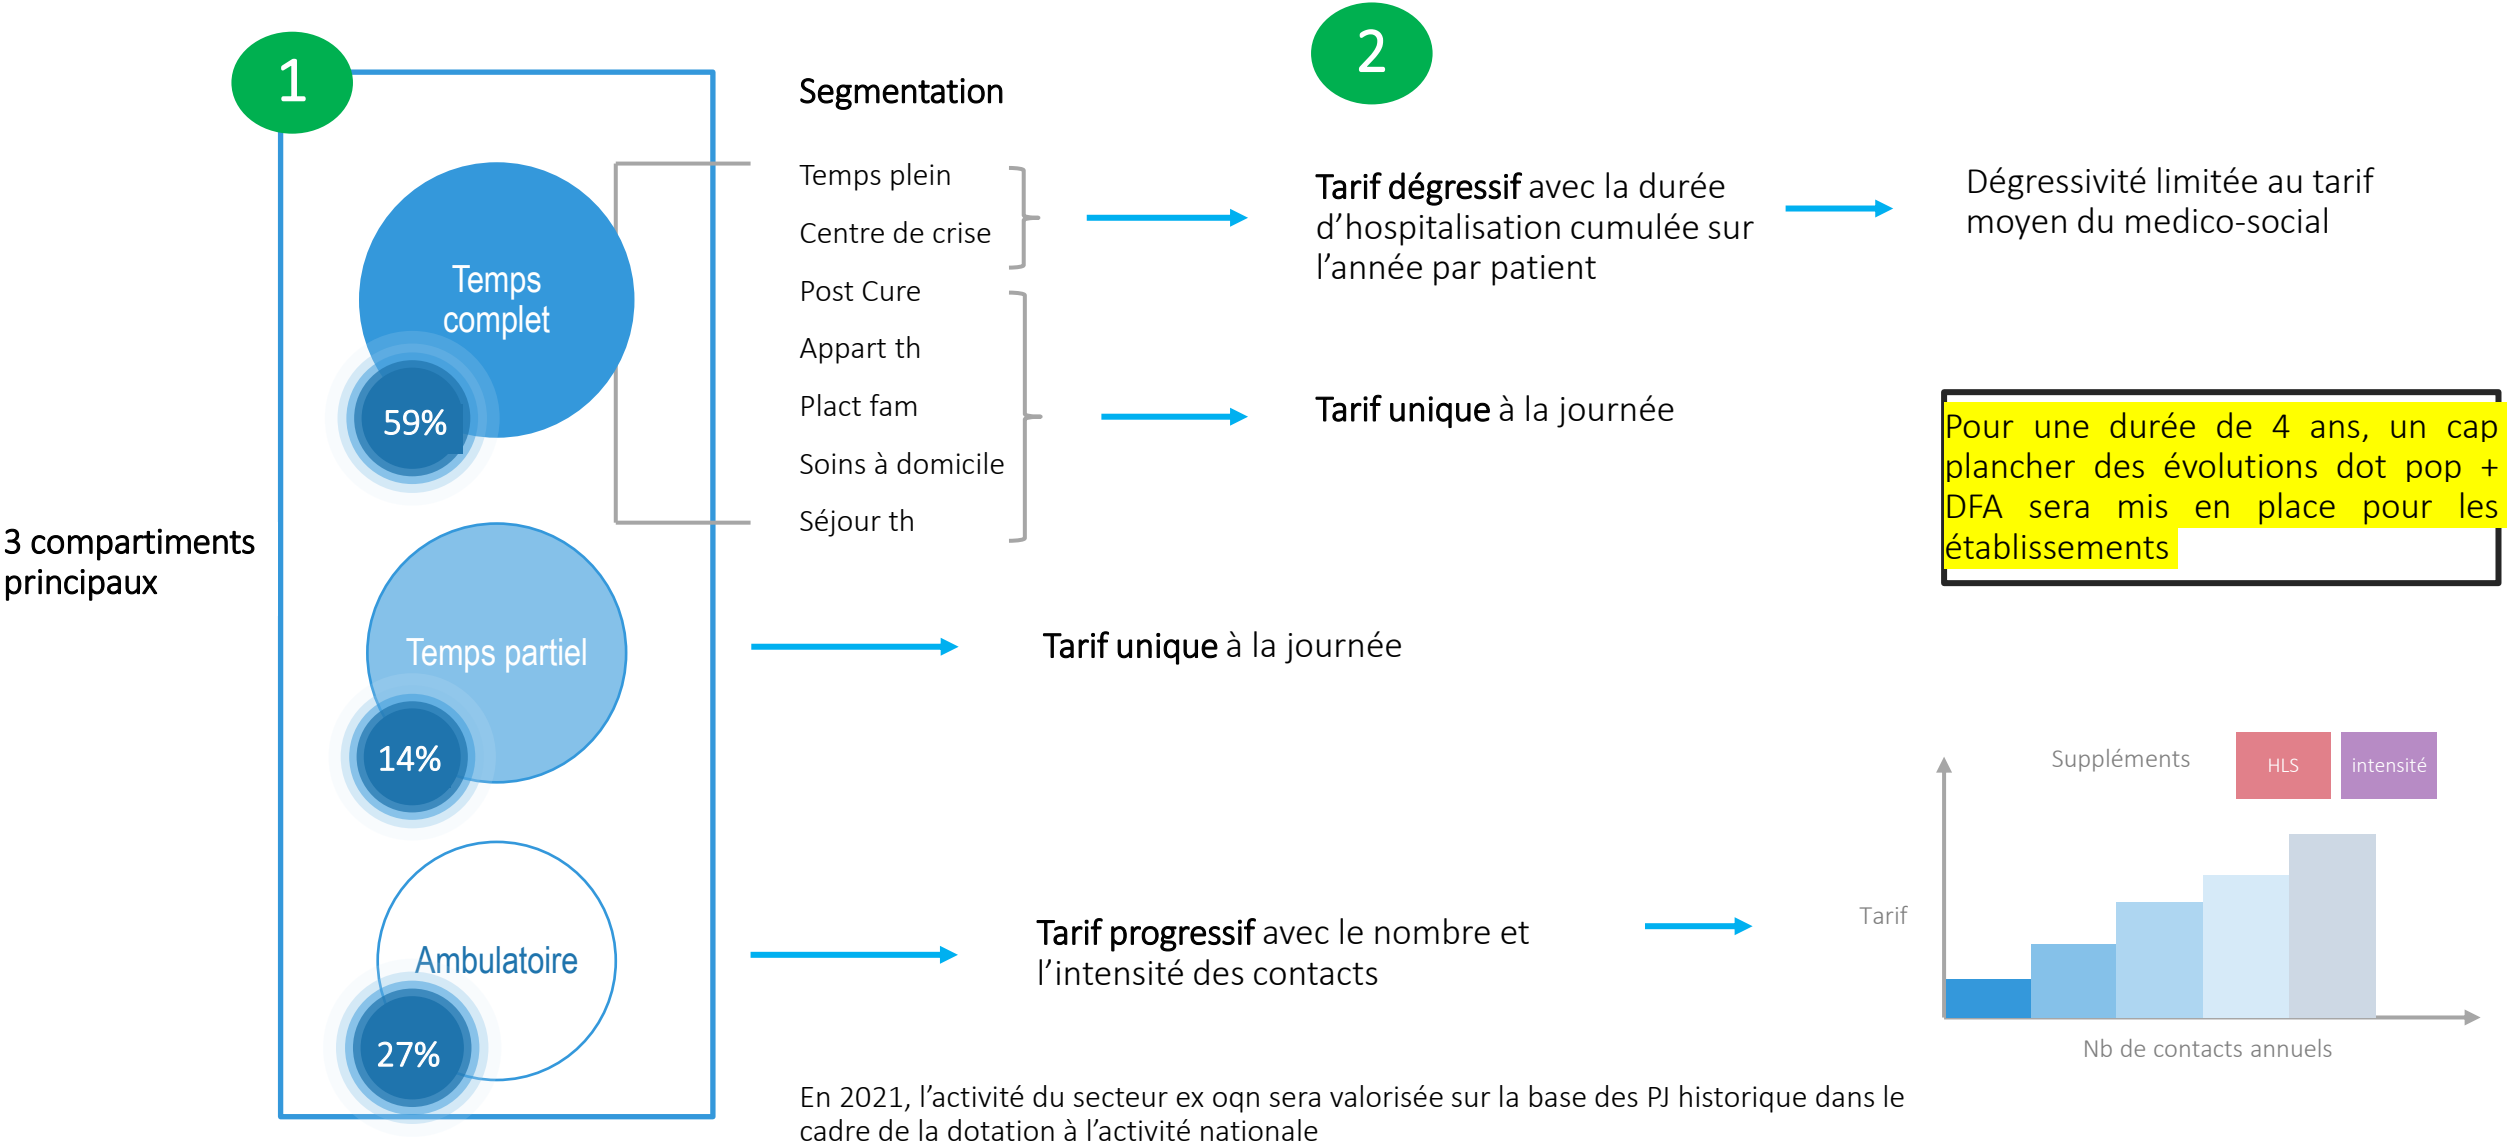 1
2
Segmentation
3 compartiments
principaux
Temps
complet
59%
Temps plein
Centre de crise
Post Cure
Appart th
Plact fam
Soins à domicile
Séjour th
Tarif dégressif avec la durée
d’hospitalisation cumulée sur
l’année par patient
Dégressivité limitée au tarif
moyen du medico-social
Tarif unique à la journée
Pour une durée de 4 ans, un cap
plancher des évolutions dot pop +
DFA sera mis en place pour les
établissements
Temps partiel
14%
Tarif unique à la journée
Ambulatoire
27%
Tarif progressif avec le nombre et
l’intensité des contacts
Suppléments
HLS
intensité
Tarif
Nb de contacts annuels
En 2021, l’activité du secteur ex oqn sera valorisée sur la base des PJ historique dans le
cadre de la dotation à l’activité nationale